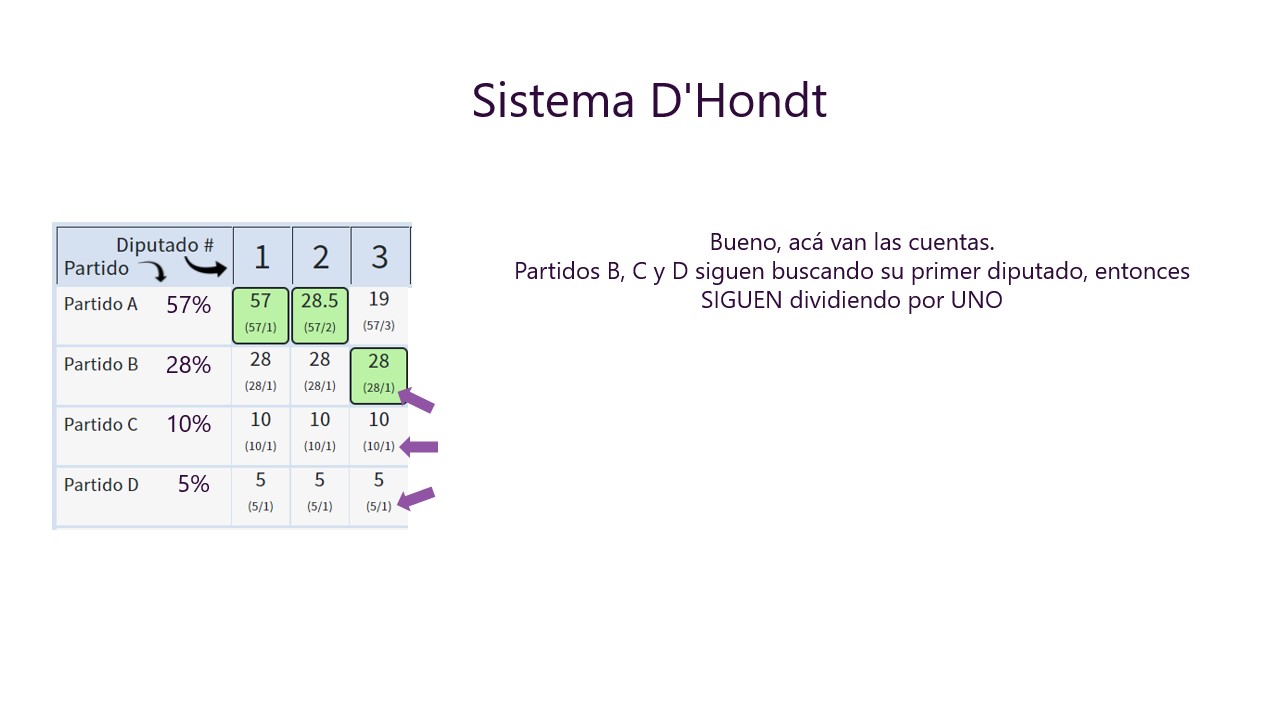 Sistema D'Hondt
Bueno, acá van las cuentas.
Partidos B, C y D siguen buscando su primer diputado, entonces
SIGUEN dividiendo por UNO
Diputado #
Partido
1 2 3
Partido A 57% 57 28.5 19
(57/1) (57/2) (57/3)
Partido B 28% 28 28 28
(28/1) (28/1) (28/1)
Partido C 10% 10 10 10
(10/1) (10/1) (10/1)
Partido D 5% 5 5 5
(5/1) (5/1) (5/1)